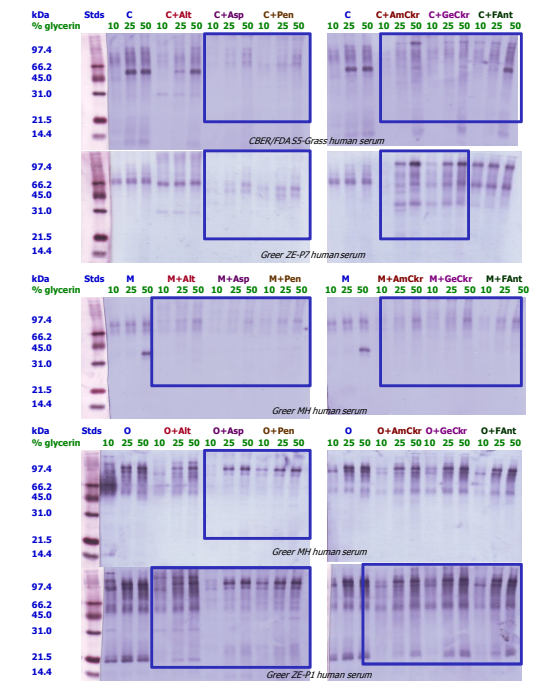 kDa Stds C C+Alt C+Asp C+Pen C C+AmCkr C+GeCkr C+FAnt
% glycerin 10 25 50 10 25 50 10 25 50 10 25 50 10 25 50 10 25 50 10 25 50 10 25 50
97.4
66.2
45.0
31.0
21.5
14.4
CBER/FDA S5-Grass human serum
97.4
66.2
45.0
31.0
21.5
14.4
Greer ZE-P7 human serum
kDa Stds M M+Alt M+Asp M+Pen M M+AmCkr M+GeCkr M+FAnt
% glycerin 10 25 50 10 25 50 10 25 50 10 25 50 10 25 50 10 25 50 10 25 50 10 25 50
97.4
66.2
45.0
31.0
21.5
14.4
Greer MH human serum
kDa Stds O O+Alt O+Asp O+Pen O O+AmCkr O+GeCkr O+FAnt
% glycerin 10 25 50 10 25 50 10 25 50 10 25 50 10 25 50 10 25 50 10 25 50 10 25 50
97.4
66.2
45.0
31.0
21.5
14.4
Greer MH human serum
97.4
66.2
45.0
31.0
21.5
14.4
Greer ZE-P1 human serum